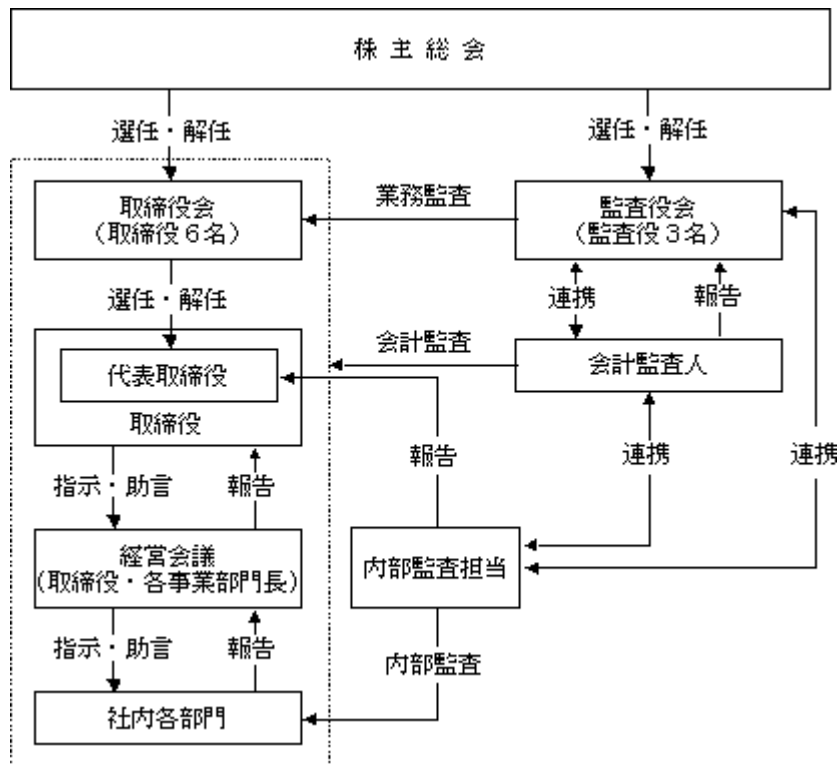 株主総会
選任・解任
選任・解任
取締役会
（取締役６名）
業務監査
監査役会
（監査役３名）
選任・解任
連携
報告
会計監査
代表取締役
取締役
会計監査人
指示・助言
報告
報告
連携
連携
経営会議
（取締役・各事業部門長）
内部監査担当
指示・助言
報告
内部監査
社内各部門